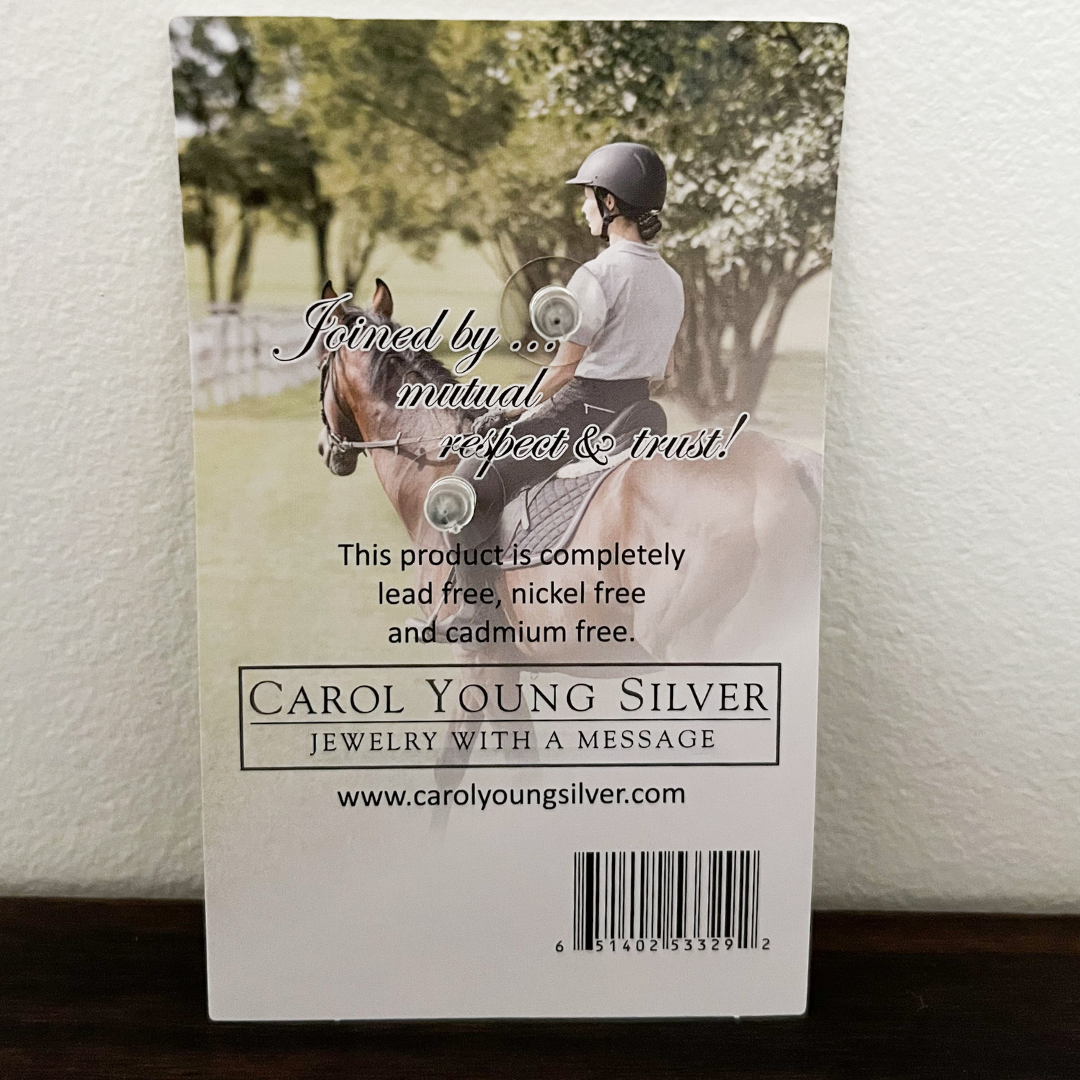 Joined by ...
mutual
respect & trust!
This product is completely
lead free, nickel free
and cadmium free.
CAROL YOUNG SILVER
JEWELRY WITH A MESSAGE
www.carolyoungsilver.com
6 51402 53329 2